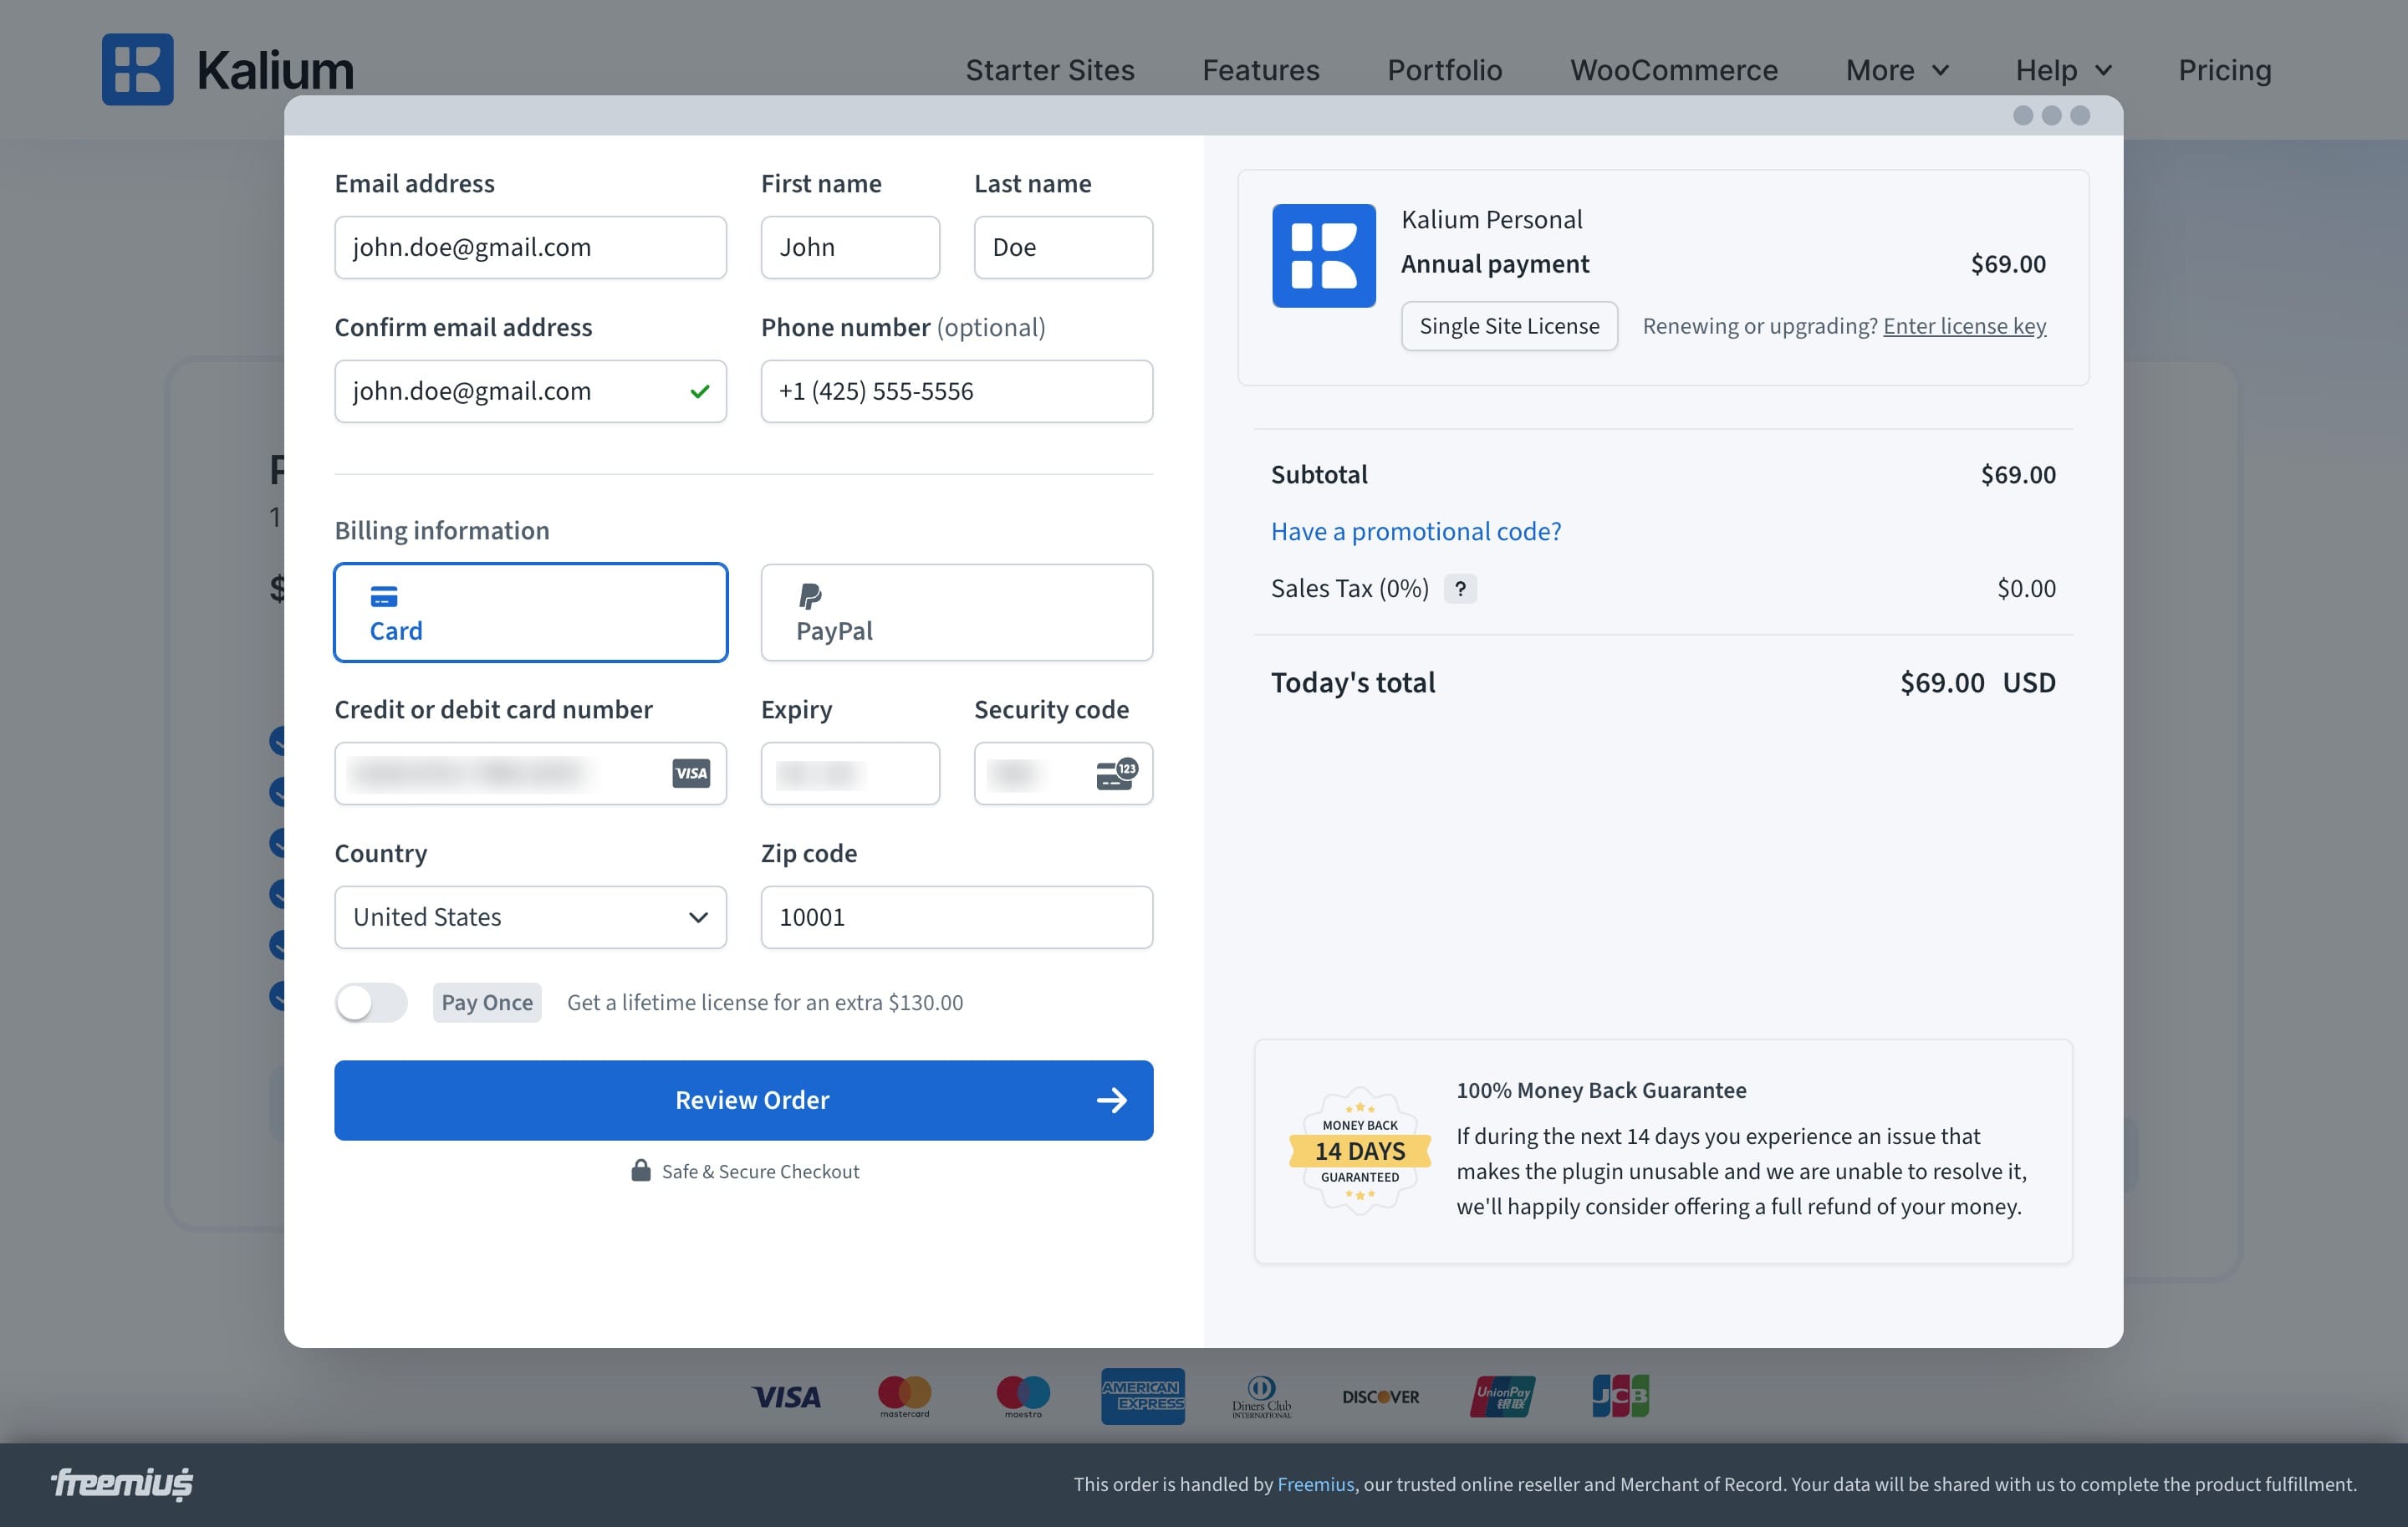 Kalium
Starter Sites Features Portfolio WooCommerce More Help Pricing
Email address
john.doe@gmail.com
First name
John
Last name
Doe
Confirm email address
john.doe@gmail.com
Phone number (optional)
+1 (425) 555-5556
Billing information
Card
PayPal
Credit or debit card number
VISA
Expiry
Security code
123
Country
United States
Zip code
10001
Pay Once Get a lifetime license for an extra $130.00
Review Order
Safe & Secure Checkout
Kalium Personal
Annual payment $69.00
Single Site License Renewing or upgrading? Enter license key
Subtotal $69.00
Have a promotional code?
Sales Tax (0%) ? $0.00
Today's total $69.00 USD
MONEY BACK
14 DAYS
GUARANTEED
100% Money Back Guarantee
If during the next 14 days you experience an issue that
makes the plugin unusable and we are unable to resolve it,
we'll happily consider offering a full refund of your money.
1
$
VISA
mastercard
maestro
AMERICAN
EXPRESS
Diners Club
INTERNATIONAL
DISCOVER
UnionPay
银联
JCB
freemius
This order is handled by Freemius, our trusted online reseller and Merchant of Record. Your data will be shared with us to complete the product fulfillment.